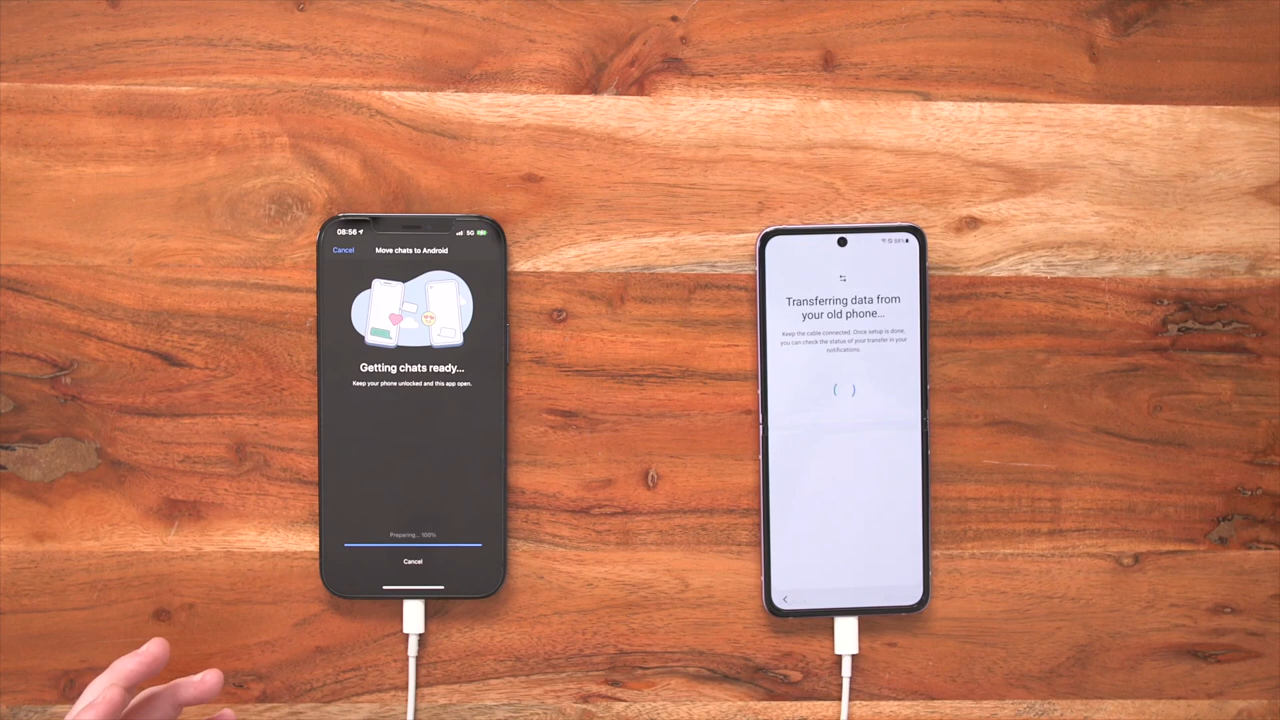 08:56
5G
Cancel
Move chats to Android
Getting chats ready...
Keep your phone unlocked and this app open.
Preparing... 100%
Cancel
88%
Transferring data from
your old phone...
Keep the cable connected. Once setup is done,
you can check the status of your transfer in your
notifications.